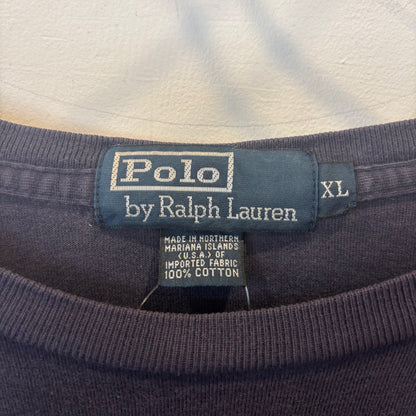 Polo
by Ralph Lauren
XL
MADE IN NORTHERN
MARIANA ISLANDS
(U.S.A.) OF
IMPORTED FABRIC
100% COTTON